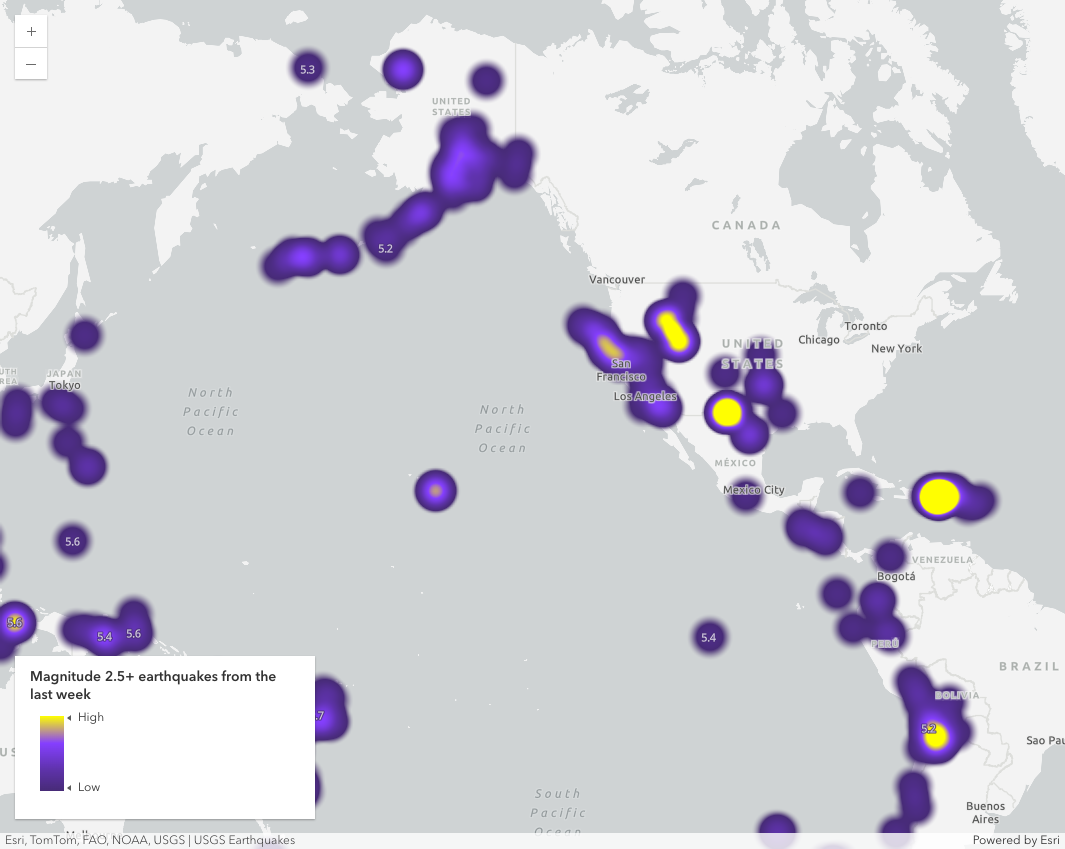 +
−
5.3
UNITED
STATES
5.2
CANADA
Vancouver
Toronto
Chicago
New York
UNITED
STATES
San
Francisco
Los Angeles
JAPAN
Tokyo
North
Pacific
Ocean
North
Pacific
Ocean
MÉXICO
Mexico City
5.6
VENEZUELA
Bogotá
5.6
5.4
5.6
5.4
PERÚ
BRAZIL
BOLIVIA
5.2
.7
Sao Pau
South
Pacific
Ocean
Buenos
Aires
Magnitude 2.5+ earthquakes from the
last week
High
Low
Esri, TomTom, FAO, NOAA, USGS | USGS Earthquakes
Powered by Esri